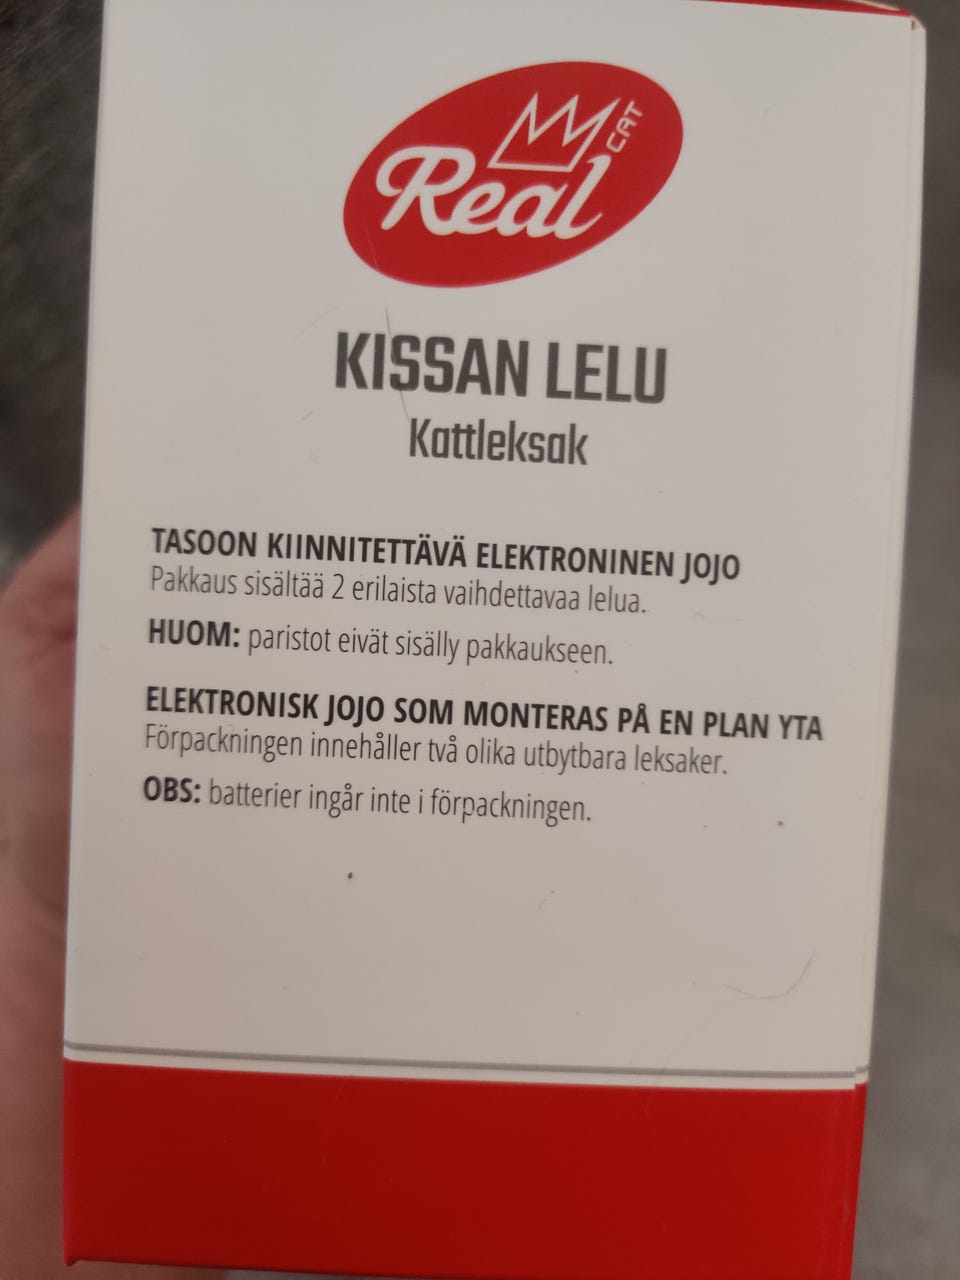 Real CAT
KISSAN LELU
Kattleksak
TASOON KIINNITETTÄVÄ ELEKTRONINEN JOJO
Pakkaus sisältää 2 erilaista vaihdettavaa lelua.
HUOM: paristot eivät sisälly pakkaukseen.
ELEKTRONISK JOJO SOM MONTERAS PÅ EN PLAN YTA
Förpackningen innehåller två olika utbytbara leksaker.
OBS: batterier ingår inte i förpackningen.